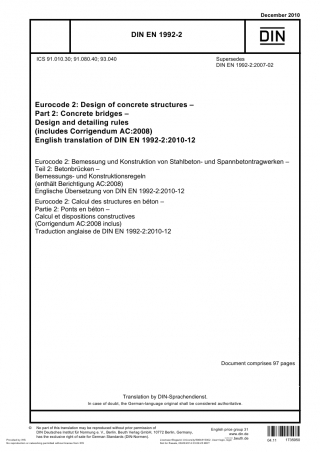 December 2010
DIN EN 1992-2
DIN
ICS 91.010.30; 91.080.40; 93.040
Supersedes
DIN EN 1992-2:2007-02
Eurocode 2: Design of concrete structures –
Part 2: Concrete bridges –
Design and detailing rules
(includes Corrigendum AC:2008)
English translation of DIN EN 1992-2:2010-12
Eurocode 2: Bemessung und Konstruktion von Stahlbeton- und Spannbetontragwerken –
Teil 2: Betonbrücken –
Bemessungs- und Konstruktionsregeln
(enthält Berichtigung AC:2008)
Englische Übersetzung von DIN EN 1992-2:2010-12
Eurocode 2: Calcul des structures en béton –
Partie 2: Ponts en béton –
Calcul et dispositions constructives
(Corrigendum AC:2008 inclus)
Traduction anglaise de DIN EN 1992-2:2010-12
Document comprises 97 pages
Translation by DIN-Sprachendienst.
In case of doubt, the German-language original shall be considered authoritative.
© No part of this translation may be reproduced without prior permission of
DIN Deutsches Institut für Normung e. V., Berlin. Beuth Verlag GmbH, 10772 Berlin, Germany,
has the exclusive right of sale for German Standards (DIN-Normen).
English price group 31
www.din.de
www.beuth.de
04.11